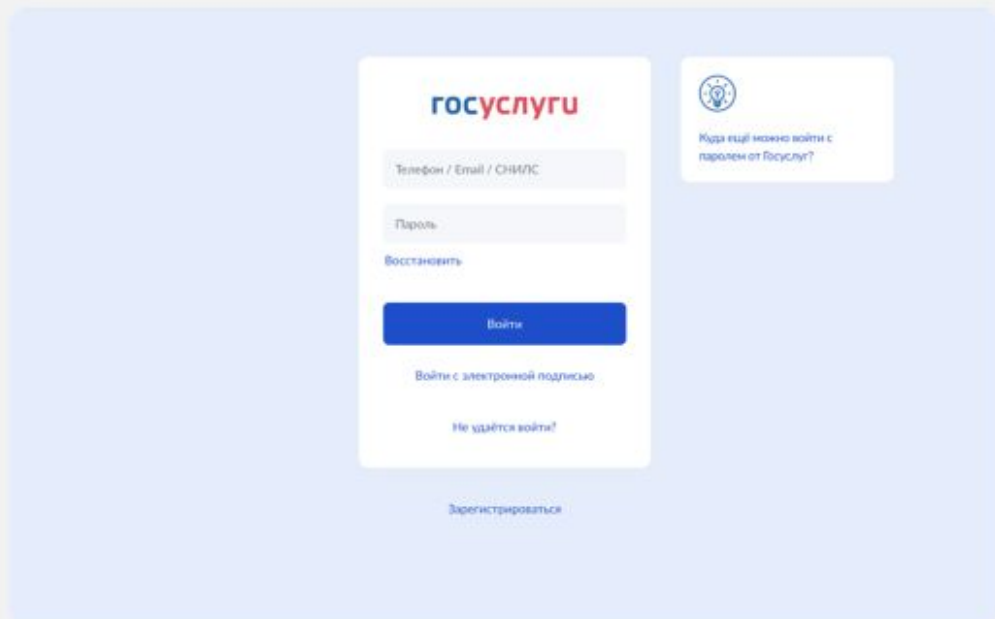 госуслуги
Телефон / Email / СНИЛС
Пароль
Восстановить
Войти
Войти с электронной подписью
Не удаётся войти?
Зарегистрироваться
Куда ещё можно войти с
паролем от Госуслуг?